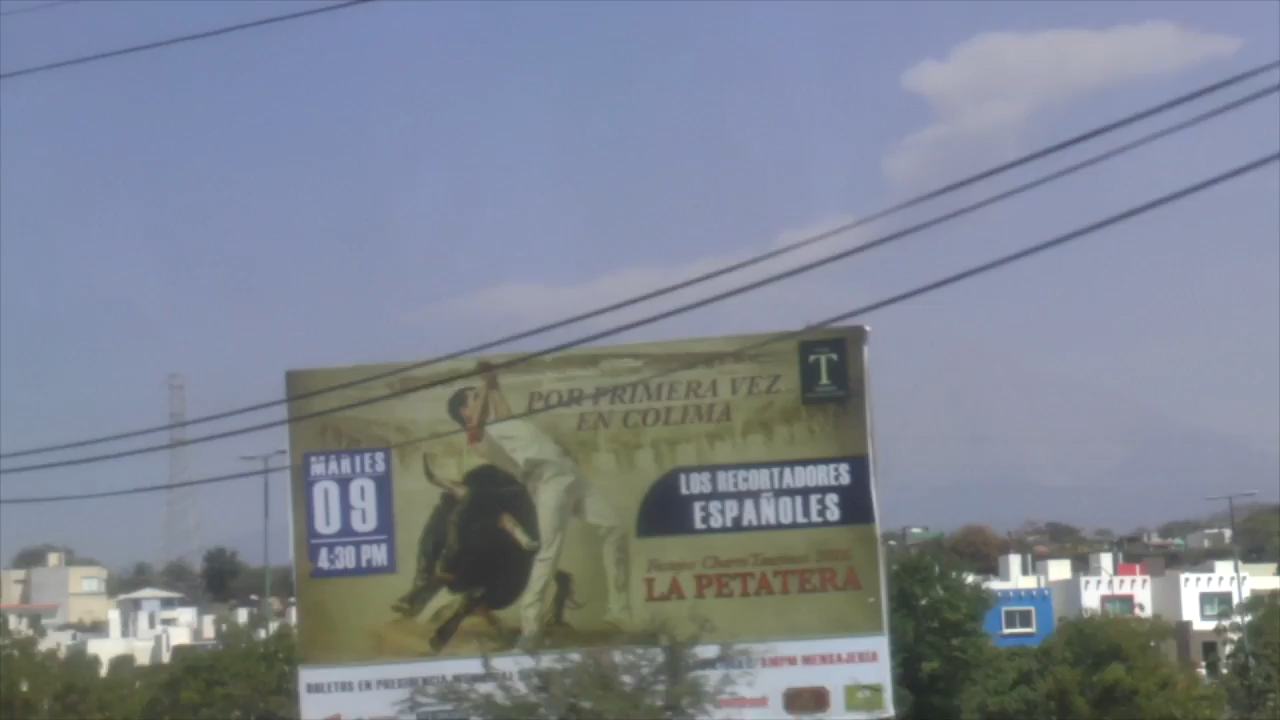 POR PRIMERA VEZ
EN COLIMA
T
MARTES
09
4:30 PM
LOS RECORTADORES
ESPAÑOLES
LA PETATERA
BOLETOS EN PRESIDENCIA
MENSAJERIA